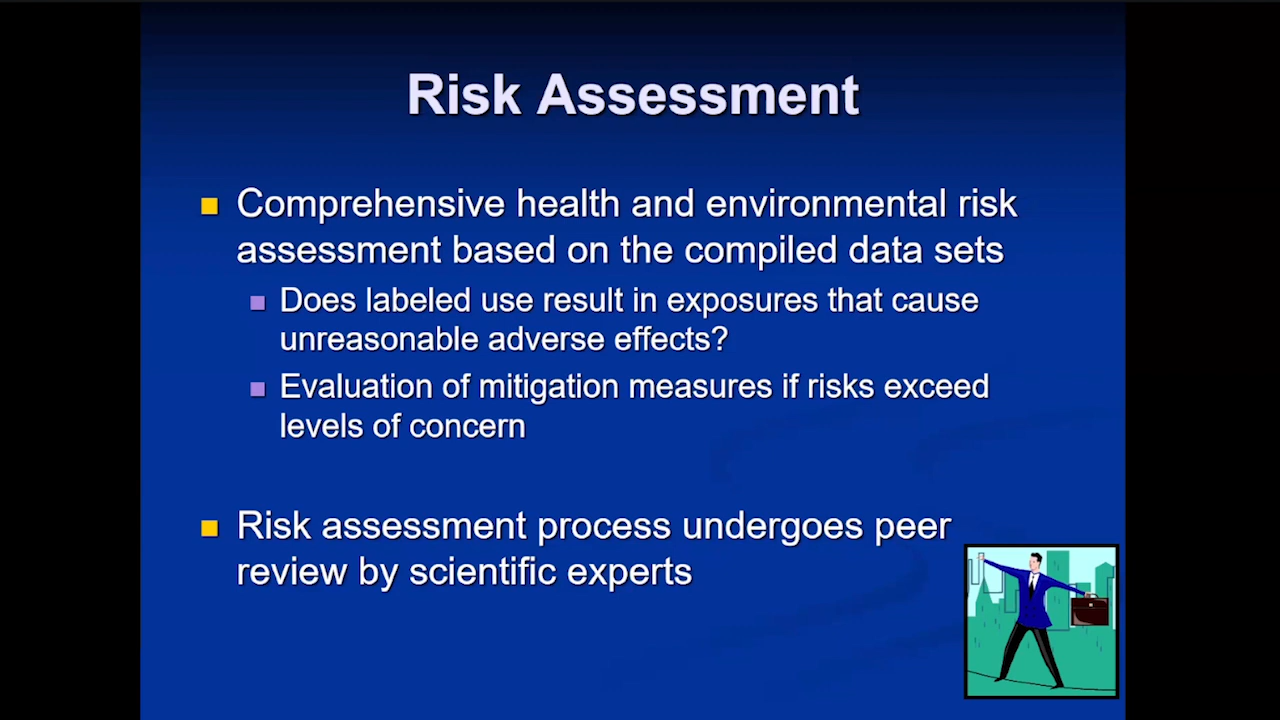 Risk Assessment
Comprehensive health and environmental risk
assessment based on the compiled data sets
Does labeled use result in exposures that cause
unreasonable adverse effects?
Evaluation of mitigation measures if risks exceed
levels of concern
Risk assessment process undergoes peer
review by scientific experts